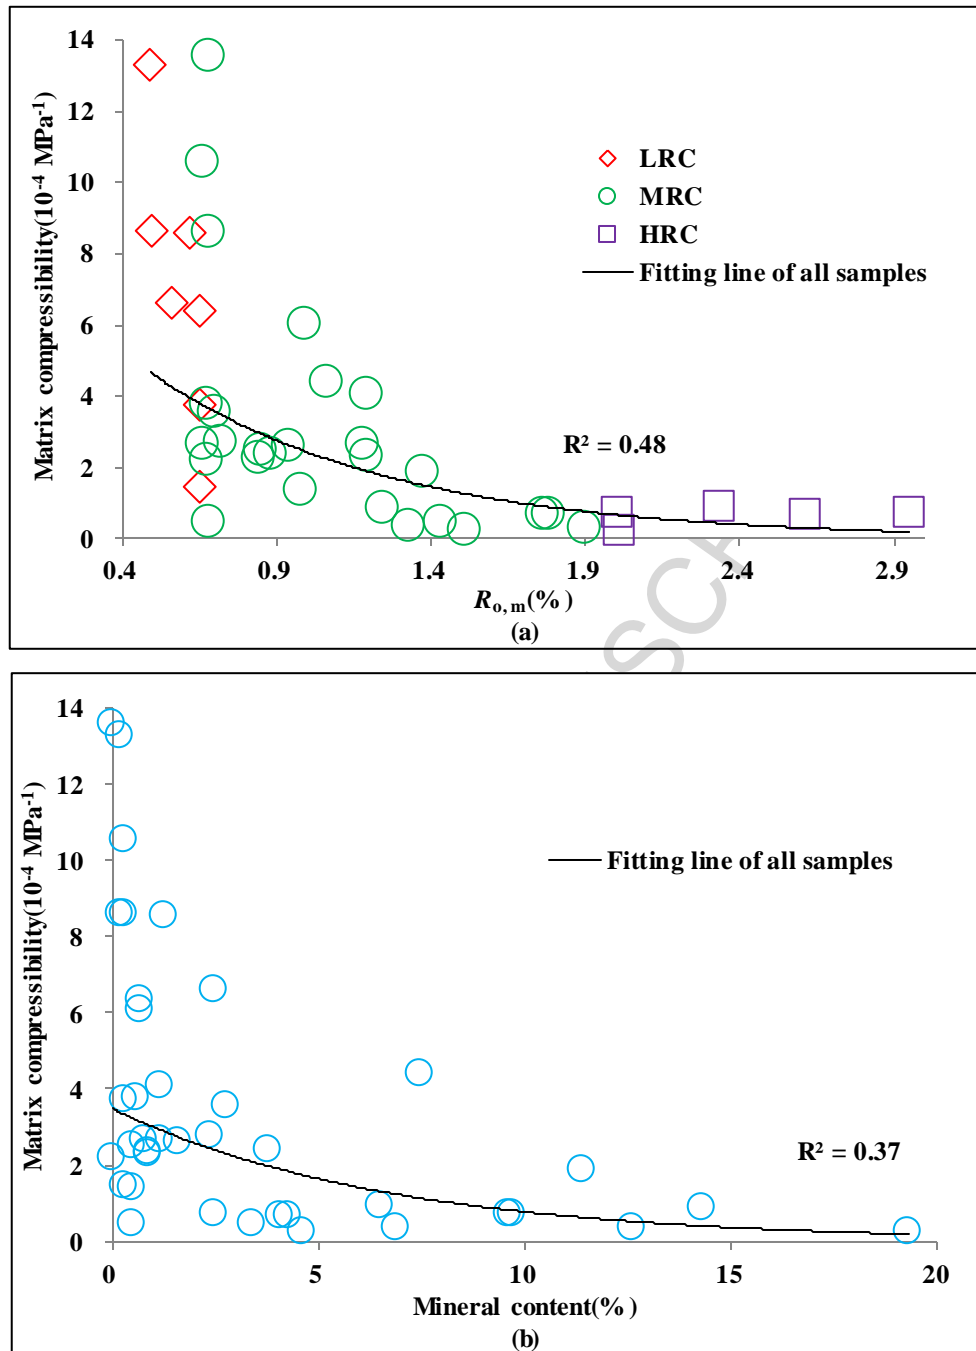 14
12
10
8
6
4
2
0
Matrix compressibility(10⁻⁴ MPa⁻¹)
LRC
MRC
HRC
Fitting line of all samples
R² = 0.48
0.4 0.9 1.4 1.9 2.4 2.9
Ro,m(%)
(a)
SC
14
12
10
8
6
4
2
0
Matrix compressibility(10⁻⁴ MPa⁻¹)
Fitting line of all samples
R² = 0.37
0 5 10 15 20
Mineral content(%)
(b)